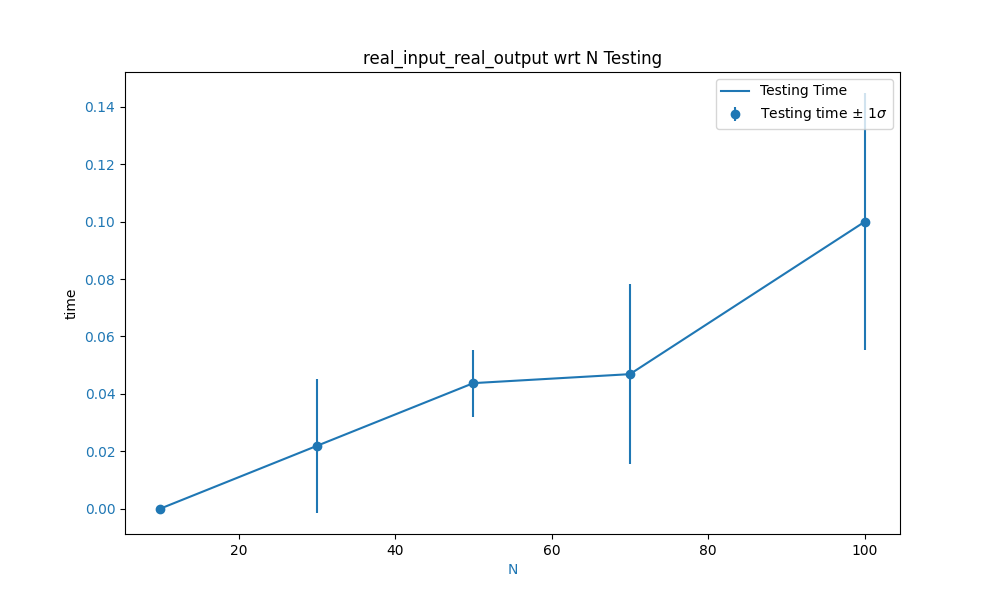 real_input_real_output wrt N Testing
Testing Time
Testing time ± 1σ
0.14
0.12
0.10
0.08
0.06
0.04
0.02
0.00
time
20 40 60 80 100
N